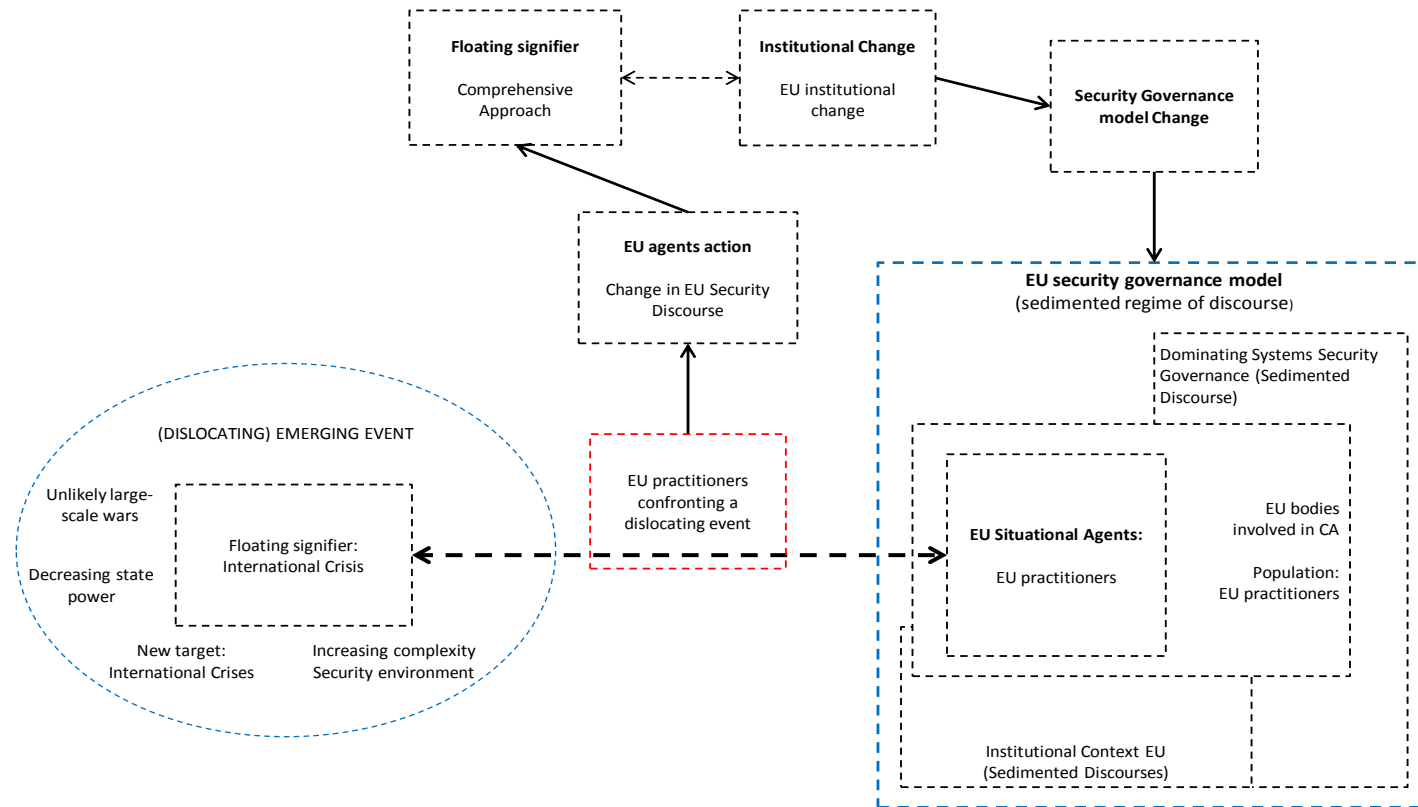 Floating signifier
Comprehensive
Approach
Institutional Change
EU institutional
change
Security Governance
model Change
EU agents action
Change in EU Security
Discourse
EU security governance model
(sedimented regime of discourse)
Dominating Systems Security
Governance (Sedimented
Discourse)
(DISLOCATING) EMERGING EVENT
Unlikely large-
scale wars
Floating signifier:
International Crisis
Decreasing state
power
New target:
International Crises
Increasing complexity
Security environment
EU practitioners
confronting a
dislocating event
EU Situational Agents:
EU practitioners
EU bodies
involved in CA
Population:
EU practitioners
Institutional Context EU
(Sedimented Discourses)